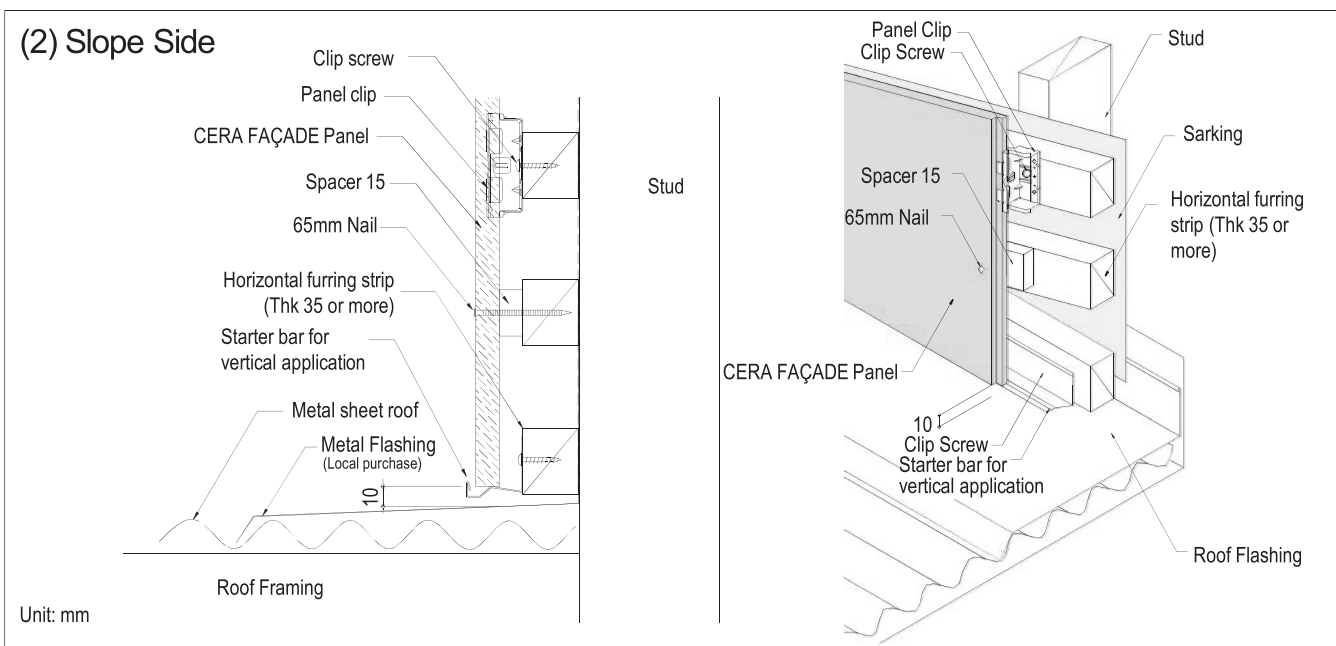 (2) Slope Side
Clip screw
Panel clip
CERA FAÇADE Panel
Spacer 15
65mm Nail
Horizontal furring strip
(Thk 35 or more)
Starter bar for
vertical application
Metal sheet roof
Metal Flashing
(Local purchase)
10
Roof Framing
Unit: mm
Stud
Panel Clip
Clip Screw
Stud
Sarking
Spacer 15
65mm Nail
Horizontal furring
strip (Thk 35 or
more)
CERA FAÇADE Panel
10
Clip Screw
Starter bar for
vertical application
Roof Flashing